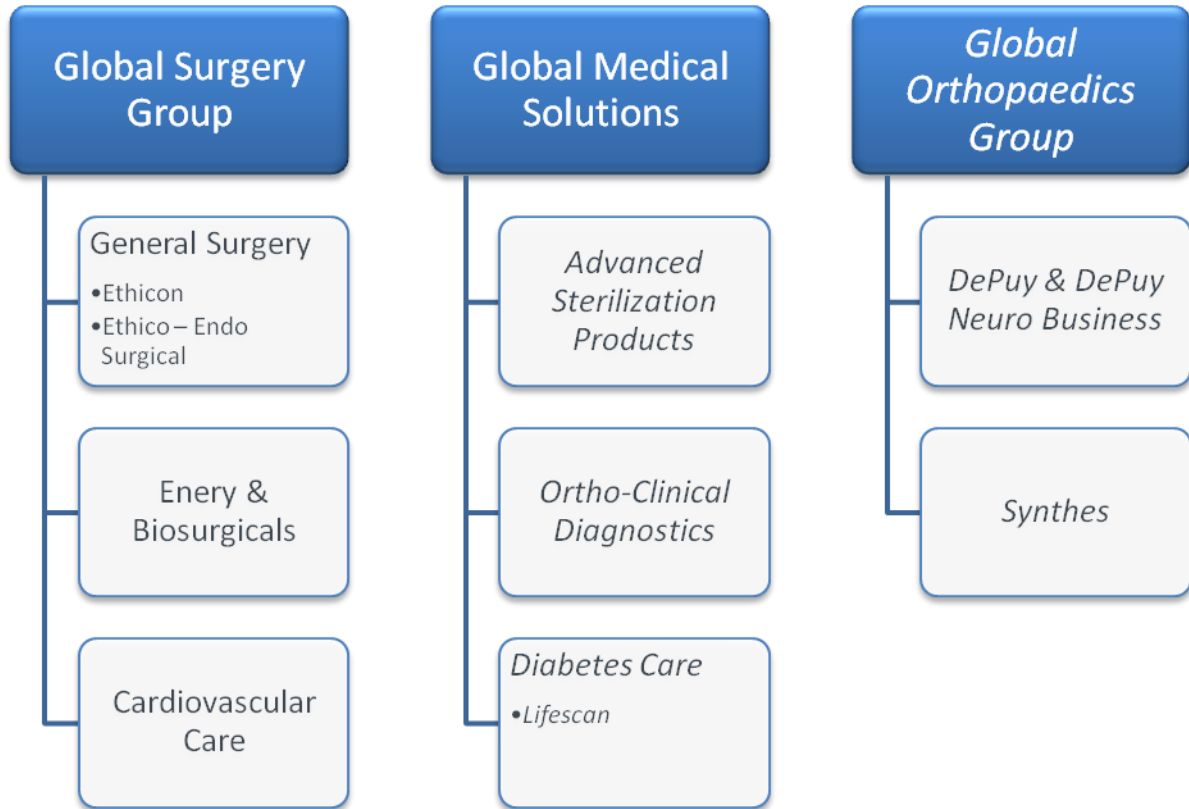 Global Surgery
Group
General Surgery
•Ethicon
•Ethico – Endo
Surgical
Enery &
Biosurgicals
Cardiovascular
Care
Global Medical
Solutions
Advanced
Sterilization
Products
Ortho-Clinical
Diagnostics
Diabetes Care
•Lifescan
Global
Orthopaedics
Group
DePuy & DePuy
Neuro Business
Synthes